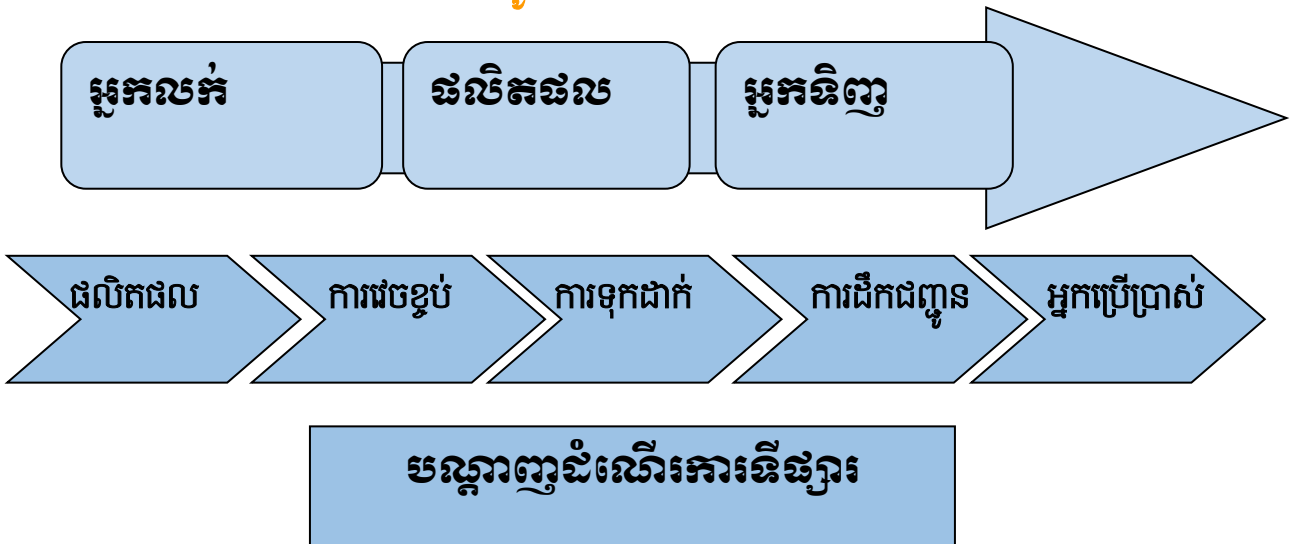 អ្នកលក់ ផលិតផល អ្នកទិញ
ផលិតផល ការវេចខ្ចប់ ការទុកដាក់ ការដឹកជញ្ជូន អ្នកប្រើប្រាស់
បណ្តាញដំណើរការទីផ្សារ